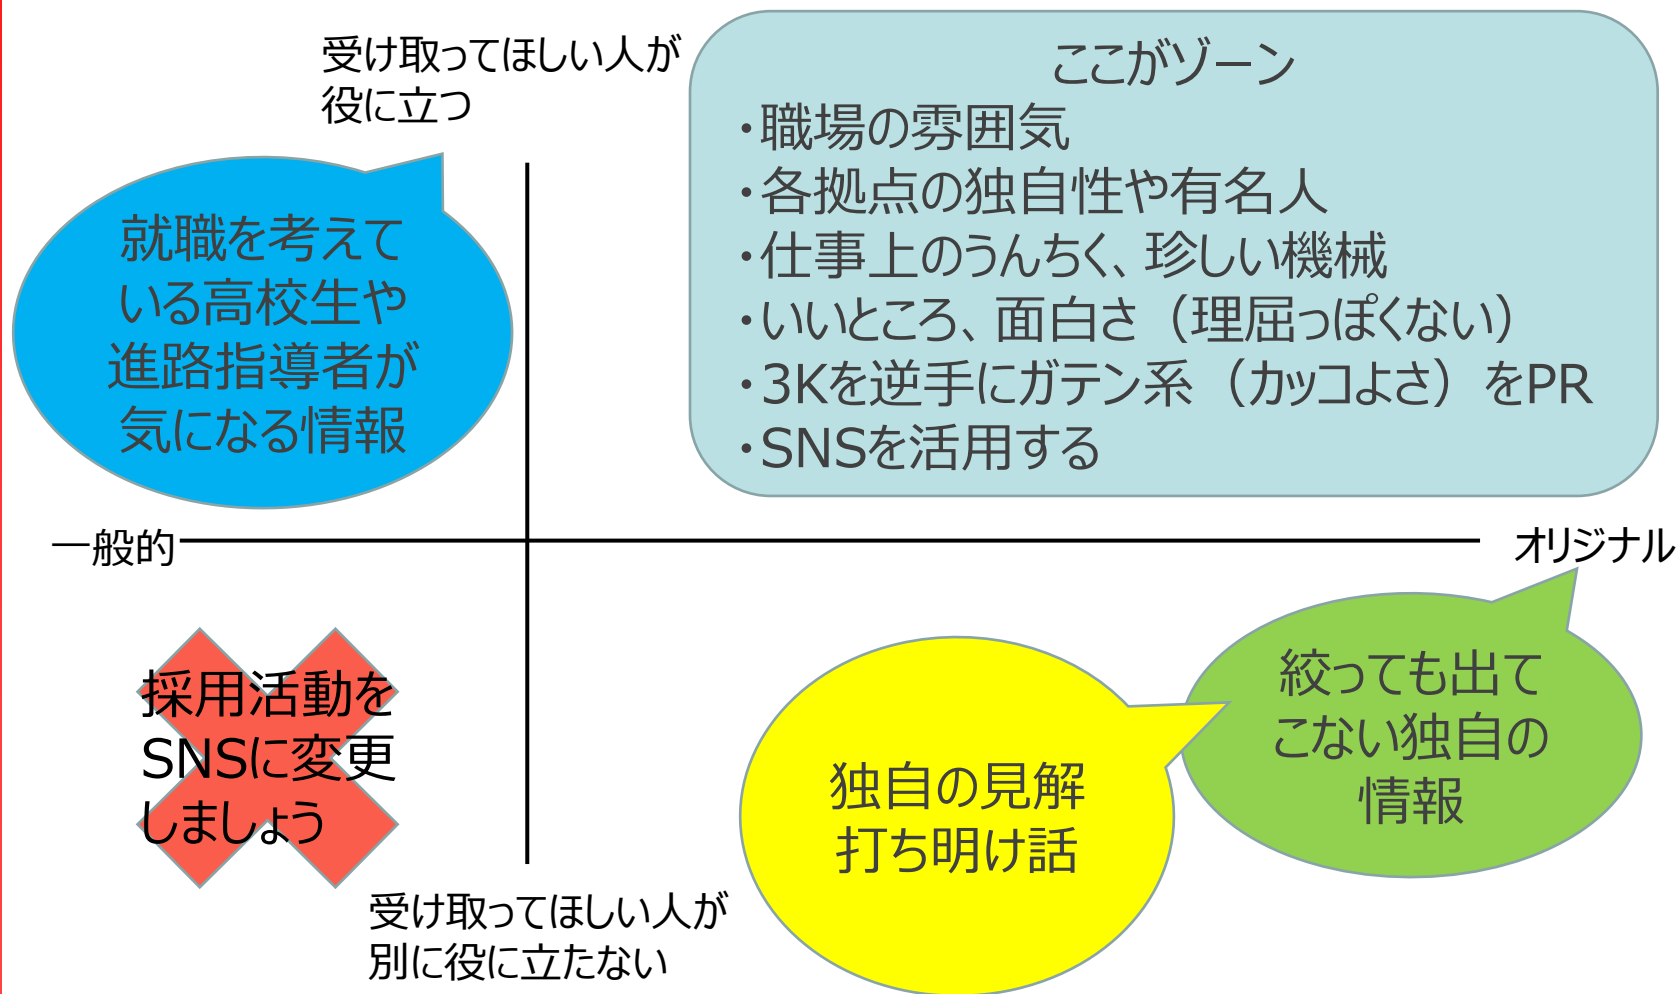 受け取ってほしい人が
役に立つ
ここがゾーン
・職場の雰囲気
・各拠点の独自性や有名人
・仕事上のうんちく、珍しい機械
・いいところ、面白さ（理屈っぽくない）
・3Kを逆手にガテン系（カッコよさ）をPR
・SNSを活用する
就職を考えて
いる高校生や
進路指導者が
気になる情報
一般的
オリジナル
採用活動を
SNSに変更
しましょう
独自の見解
打ち明け話
絞っても出て
こない独自の
情報
受け取ってほしい人が
別に役に立たない